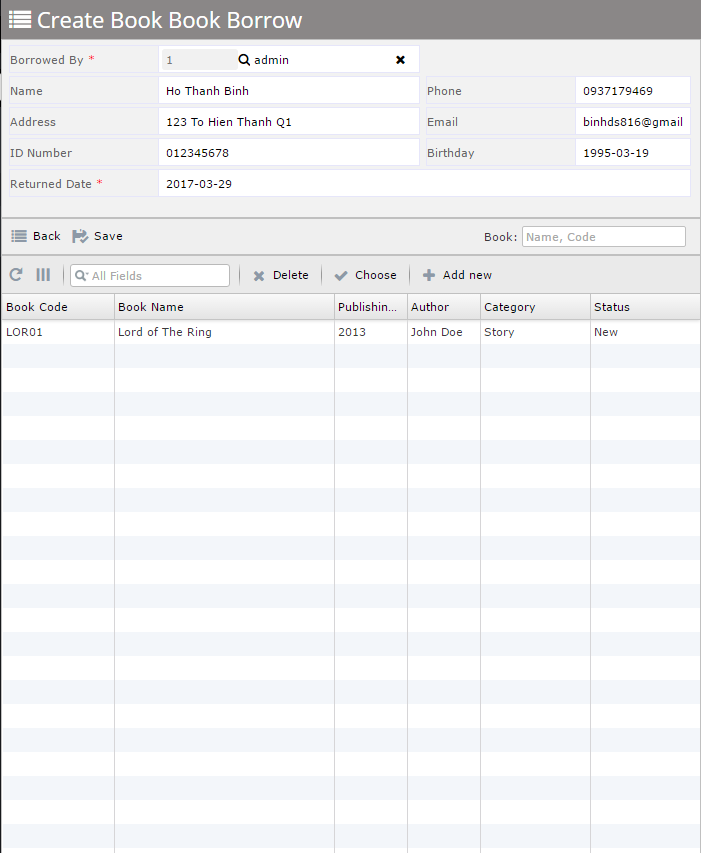 Create Book Book Borrow
Borrowed By * 1 admin
Name Ho Thanh Binh Phone 0937179469
Address 123 To Hien Thanh Q1 Email binhds816@gmail
ID Number 012345678 Birthday 1995-03-19
Returned Date * 2017-03-29
Back Save Book: Name, Code
All Fields Delete Choose Add new
Book Code Book Name Publishin... Author Category Status
LOR01 Lord of The Ring 2013 John Doe Story New